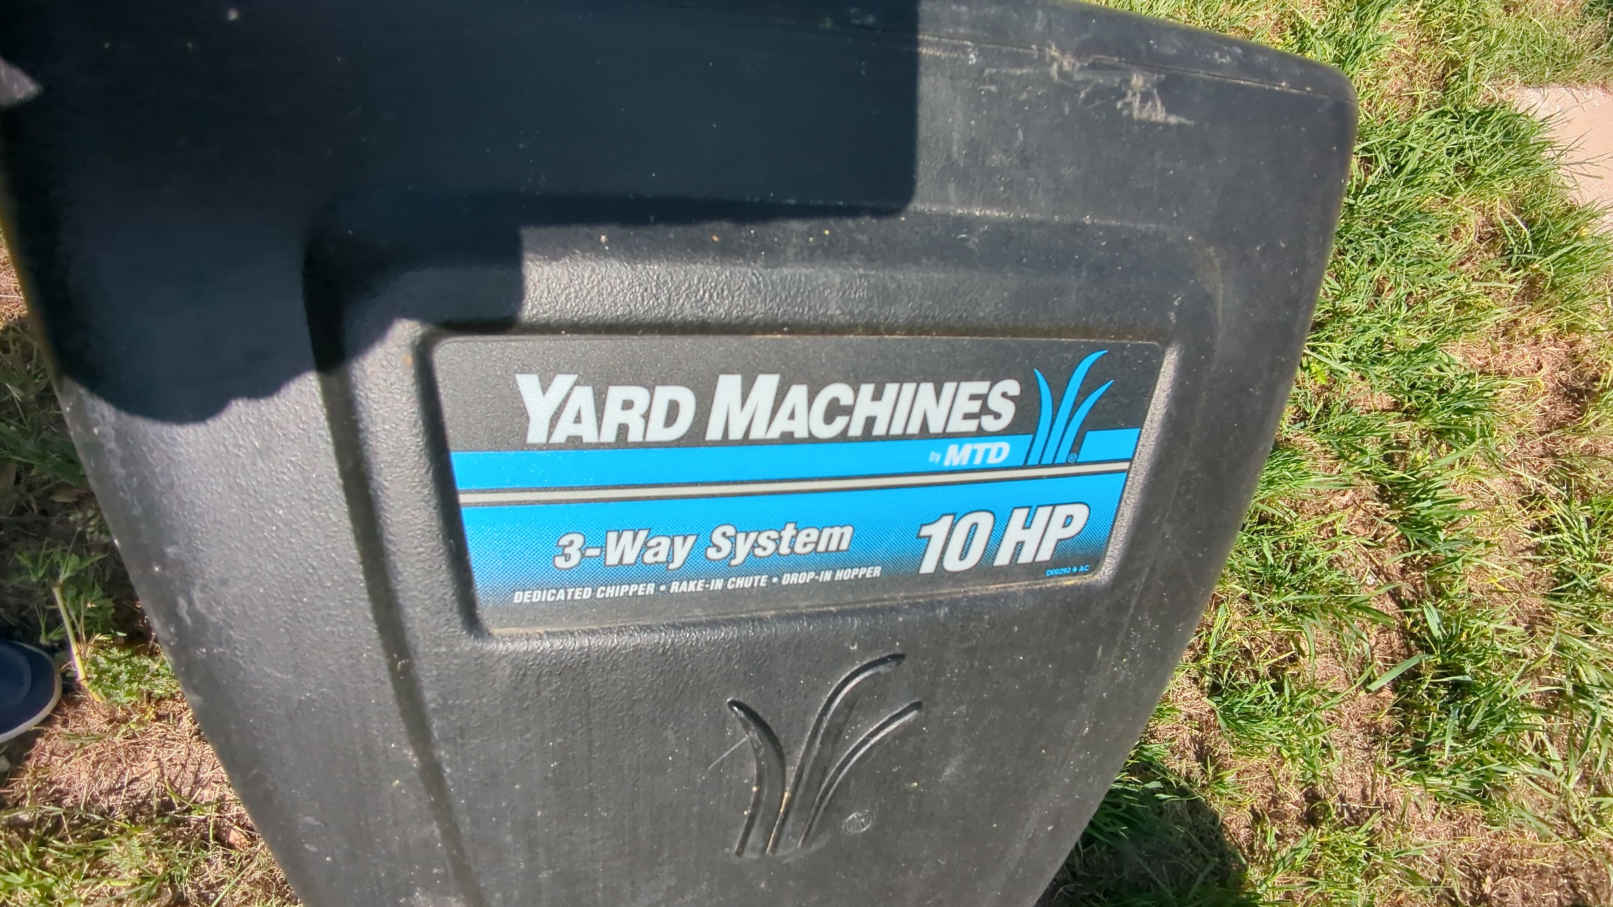 YARD MACHINES
by MTD
3-Way System
10 HP
DEDICATED CHIPPER • RAKE-IN CHUTE • DROP-IN HOPPER